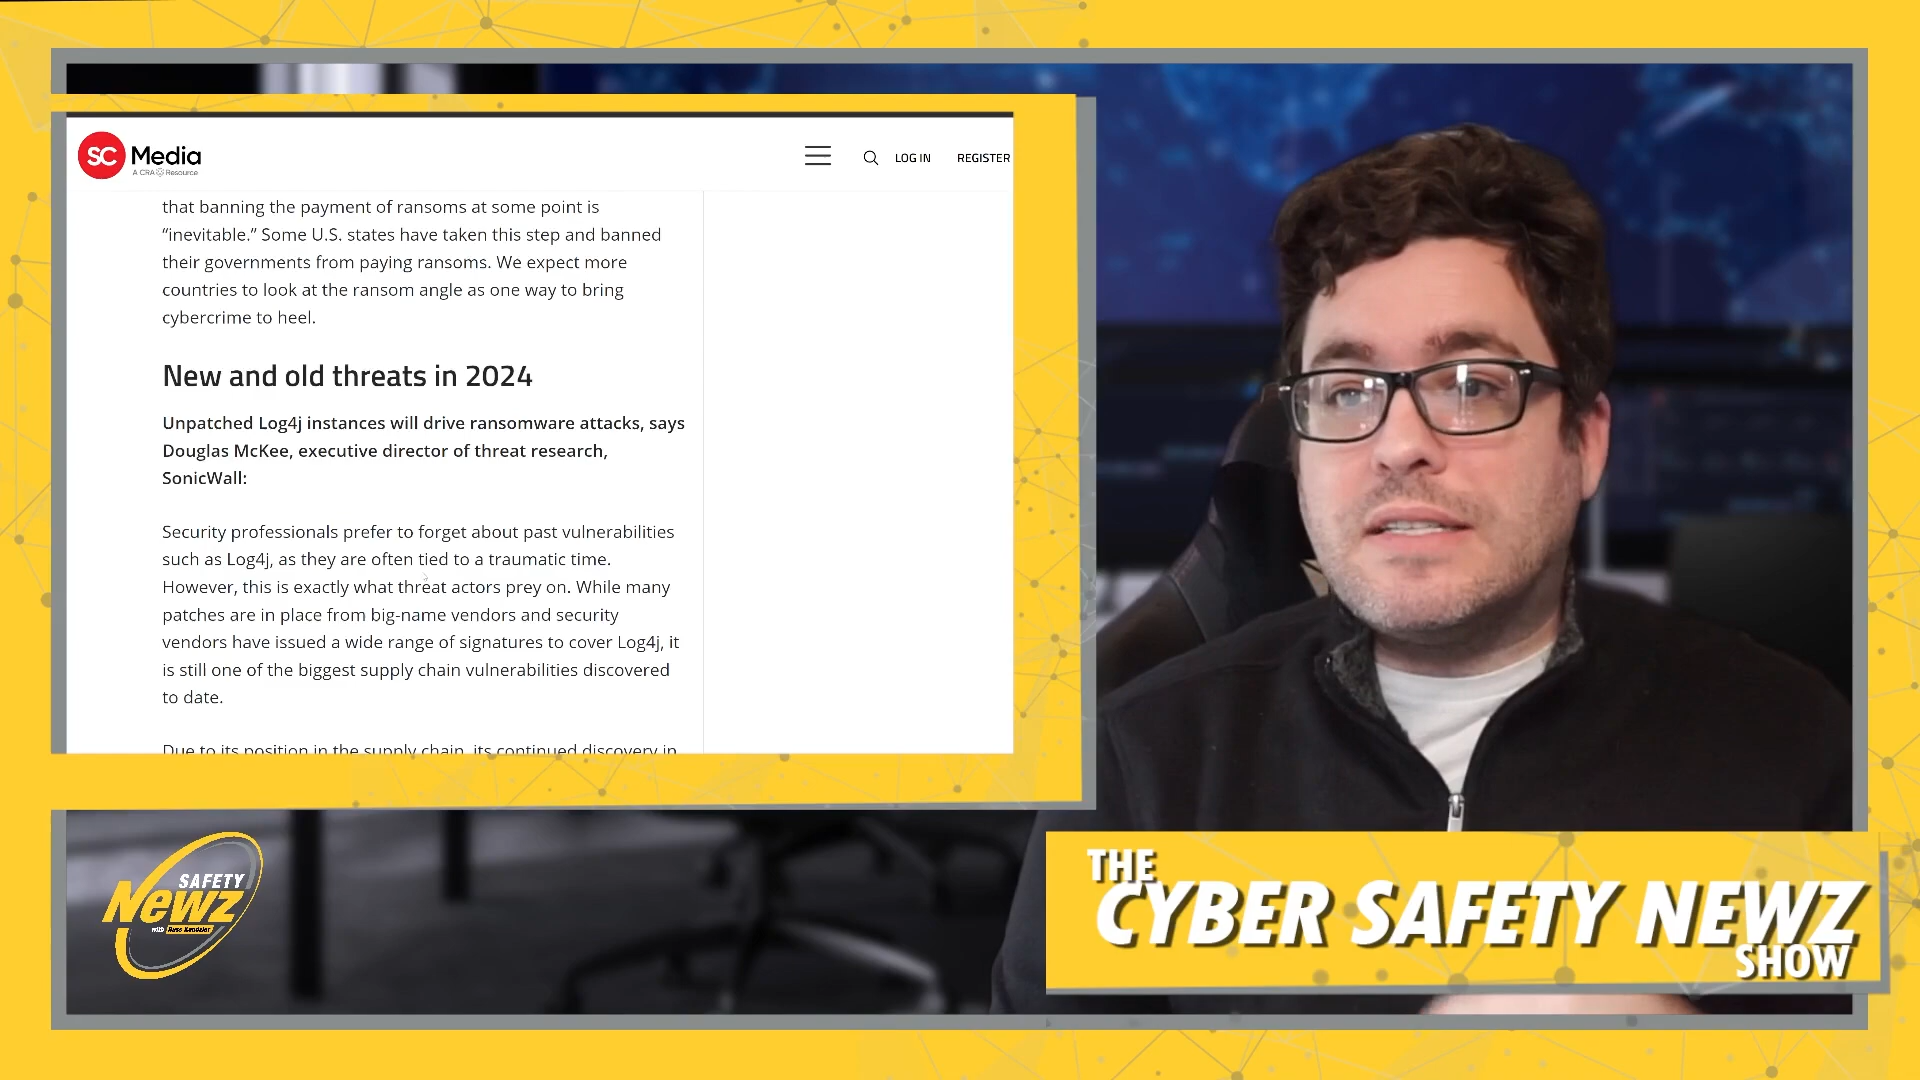 SC Media
A CRA Resource
LOG IN
REGISTER
that banning the payment of ransoms at some point is
“inevitable.” Some U.S. states have taken this step and banned
their governments from paying ransoms. We expect more
countries to look at the ransom angle as one way to bring
cybercrime to heel.
New and old threats in 2024
Unpatched Log4j instances will drive ransomware attacks, says
Douglas McKee, executive director of threat research,
SonicWall:
Security professionals prefer to forget about past vulnerabilities
such as Log4j, as they are often tied to a traumatic time.
However, this is exactly what threat actors prey on. While many
patches are in place from big-name vendors and security
vendors have issued a wide range of signatures to cover Log4j, it
is still one of the biggest supply chain vulnerabilities discovered
to date.
Due to its position in the supply chain, its continued discovery in
SAFETY
Newz
with
THE
CYBER SAFETY NEWZ
SHOW